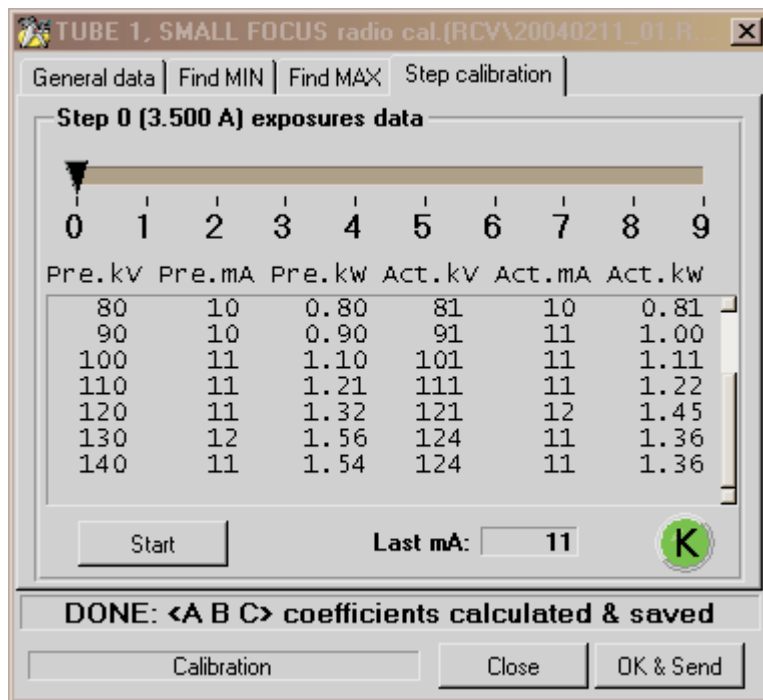 TUBE 1, SMALL FOCUS radio cal.(RCV\20040211_01.R...
General data Find MIN Find MAX Step calibration
Step 0 (3.500 A) exposures data
0 1 2 3 4 5 6 7 8 9
Pre.kV Pre.mA Pre.kW Act.kV Act.mA Act.kW
80 10 0.80 81 10 0.81
90 10 0.90 91 11 1.00
100 11 1.10 101 11 1.11
110 11 1.21 111 11 1.22
120 11 1.32 121 12 1.45
130 12 1.56 124 11 1.36
140 11 1.54 124 11 1.36
Start Last mA: 11 K
DONE: <A B C> coefficients calculated & saved
Calibration Close OK & Send